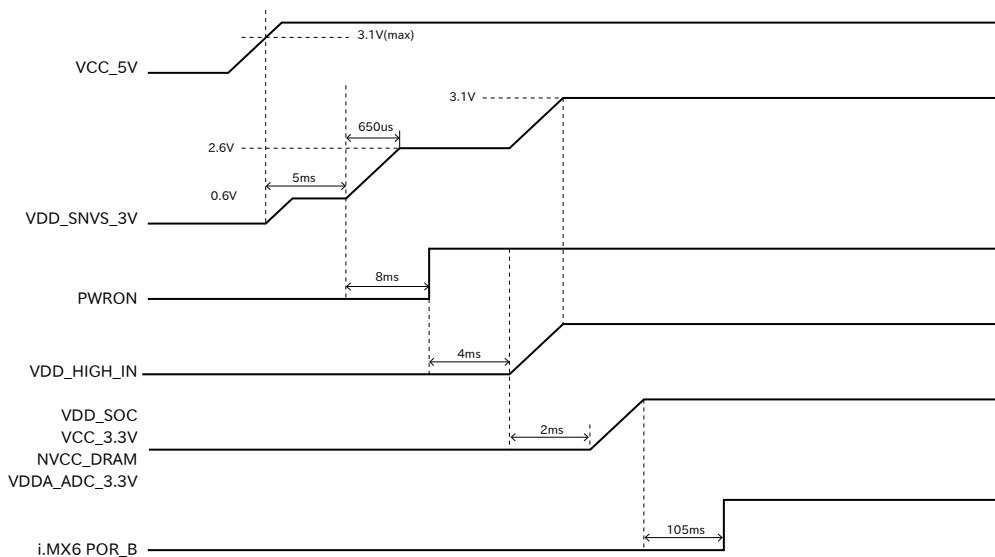 3.1V(max)
VCC_5V
3.1V
650us
2.6V
5ms
0.6V
VDD_SNVS_3V
8ms
PWRON
4ms
VDD_HIGH_IN
VDD_SOC
VCC_3.3V
2ms
NVCC_DRAM
VDDA_ADC_3.3V
105ms
i.MX6 POR_B